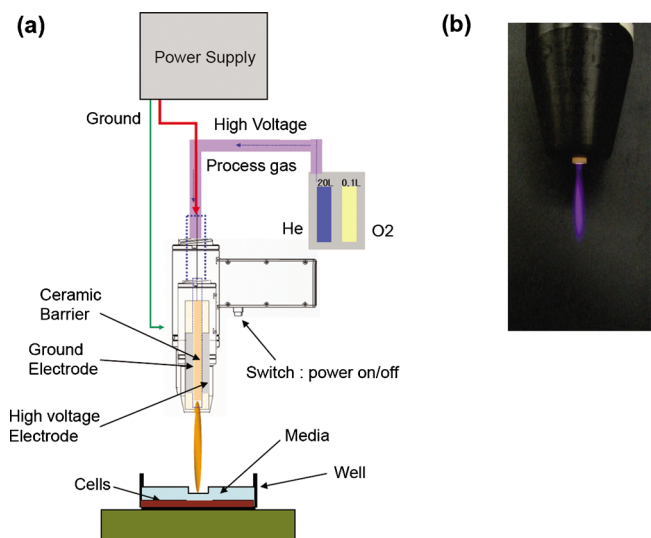 (a)
(b)
Power Supply
Ground
High Voltage
Process gas
20L
0.1L
He
O2
Ceramic
Barrier
Ground
Electrode
Switch : power on/off
High voltage
Electrode
Media
Well
Cells